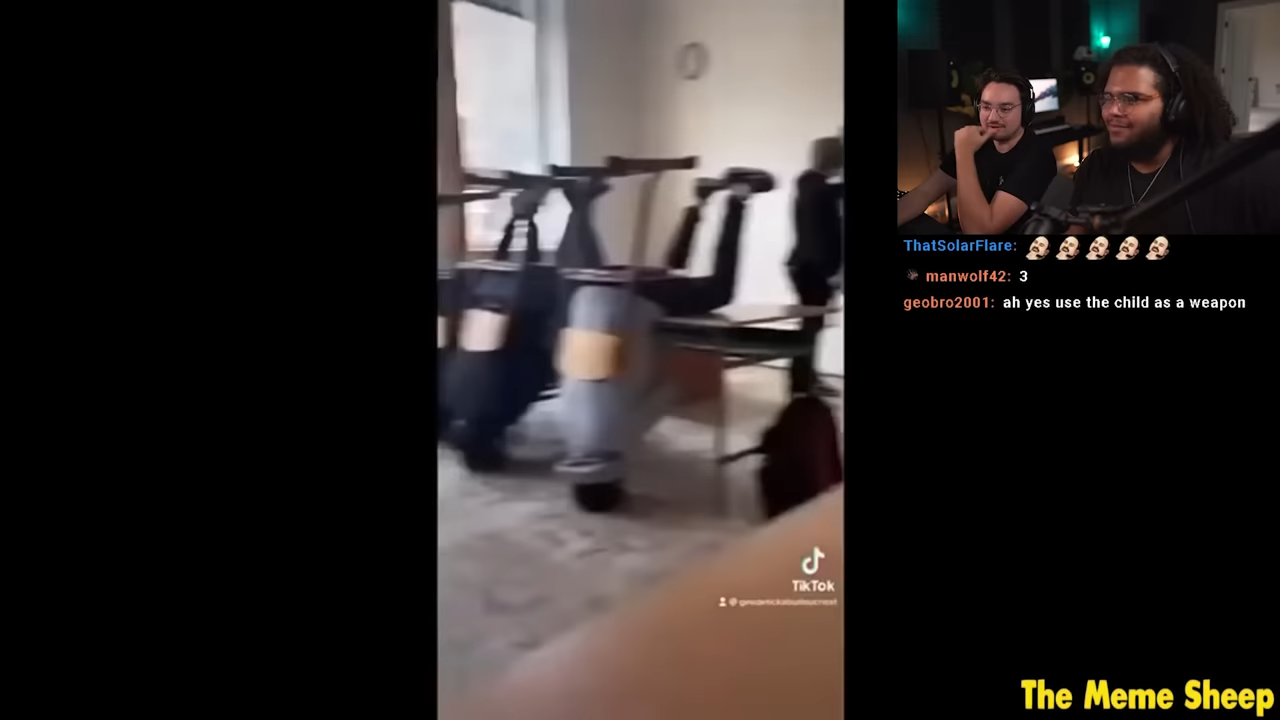 ThatSolarFlare:
manwolf42: 3
geobro2001: ah yes use the child as a weapon
TikTok
The Meme Sheep